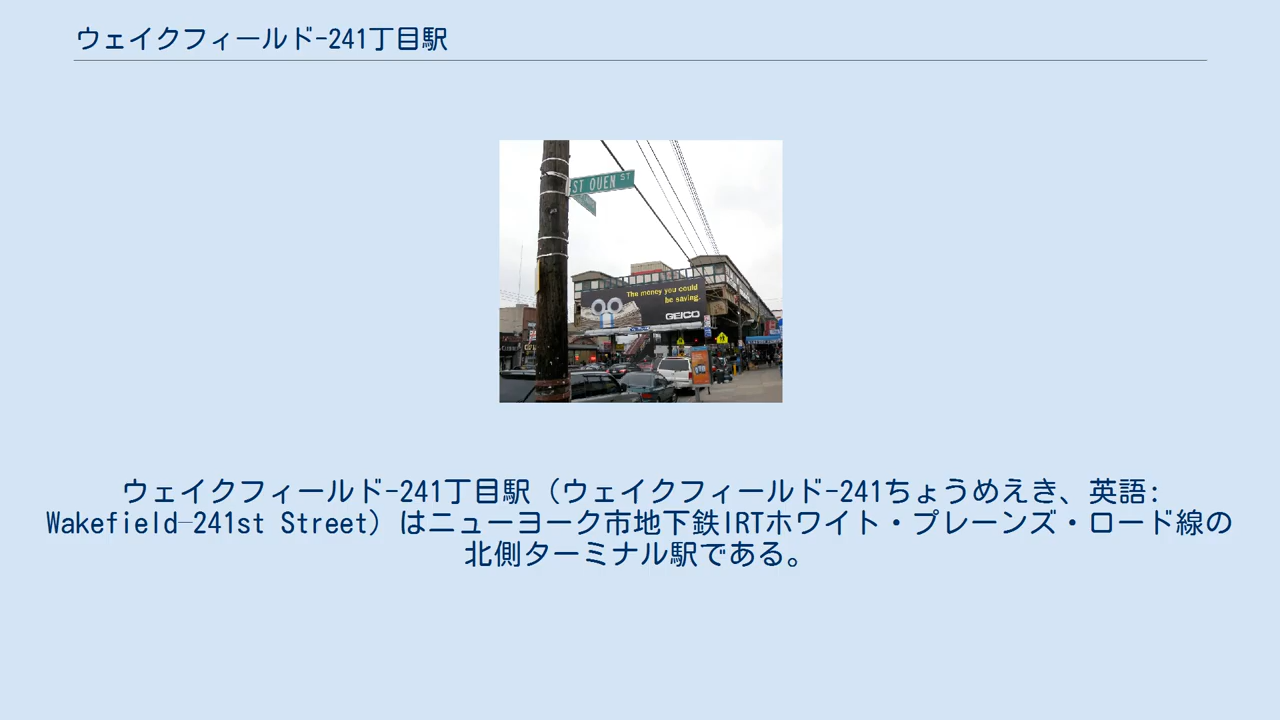 ウェイクフィールド-241丁目駅
ST OUEN ST
The money you could
be saving.
GEICO
ウェイクフィールド-241丁目駅（ウェイクフィールド-241ちょうめえき、英語:
Wakefield–241st Street）はニューヨーク市地下鉄IRTホワイト・プレーンズ・ロード線の
北側ターミナル駅である。